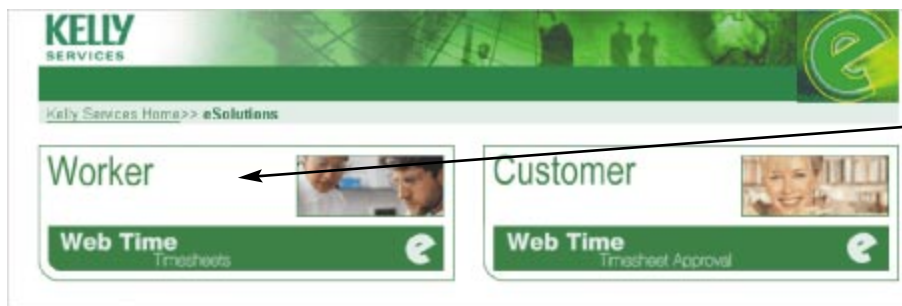 KELLY
SERVICES
e
Kelly Services Home>> eSolutions
Worker
Web Time
Timesheets
e
Customer
Web Time
Timesheet Approval
e